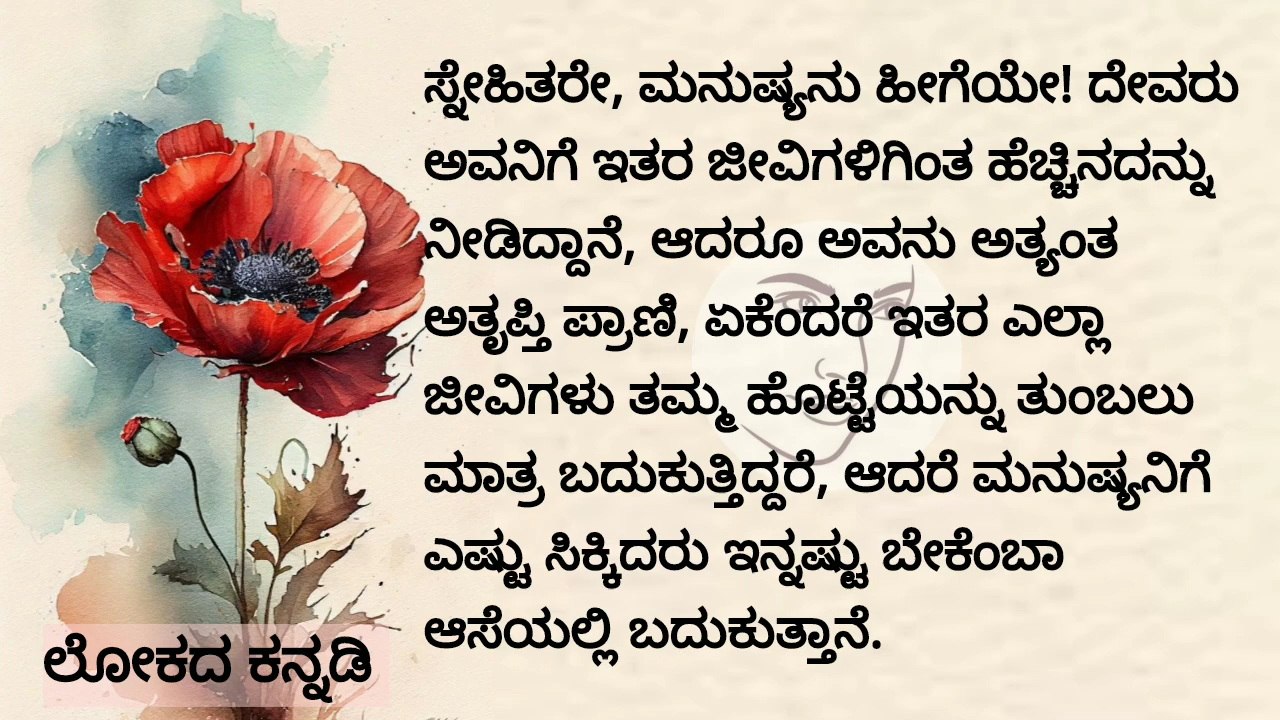 ಸ್ನೇಹಿತರೇ, ಮನುಷ್ಯನು ಹೀಗೆಯೇ! ದೇವರು
ಅವನಿಗೆ ಇತರ ಜೀವಿಗಳಿಗಿಂತ ಹೆಚ್ಚಿನದನ್ನು
ನೀಡಿದ್ದಾನೆ, ಆದರೂ ಅವನು ಅತ್ಯಂತ
ಅತೃಪ್ತಿ ಪ್ರಾಣಿ, ಏಕೆಂದರೆ ಇತರ ಎಲ್ಲಾ
ಜೀವಿಗಳು ತಮ್ಮ ಹೊಟ್ಟೆಯನ್ನು ತುಂಬಲು
ಮಾತ್ರ ಬದುಕುತ್ತಿದ್ದರೆ, ಆದರೆ ಮನುಷ್ಯನಿಗೆ
ಎಷ್ಟು ಸಿಕ್ಕಿದರು ಇನ್ನಷ್ಟು ಬೇಕೆಂಬಾ
ಆಸೆಯಲ್ಲಿ ಬದುಕುತ್ತಾನೆ.
ಲೋಕದ ಕನ್ನಡಿ